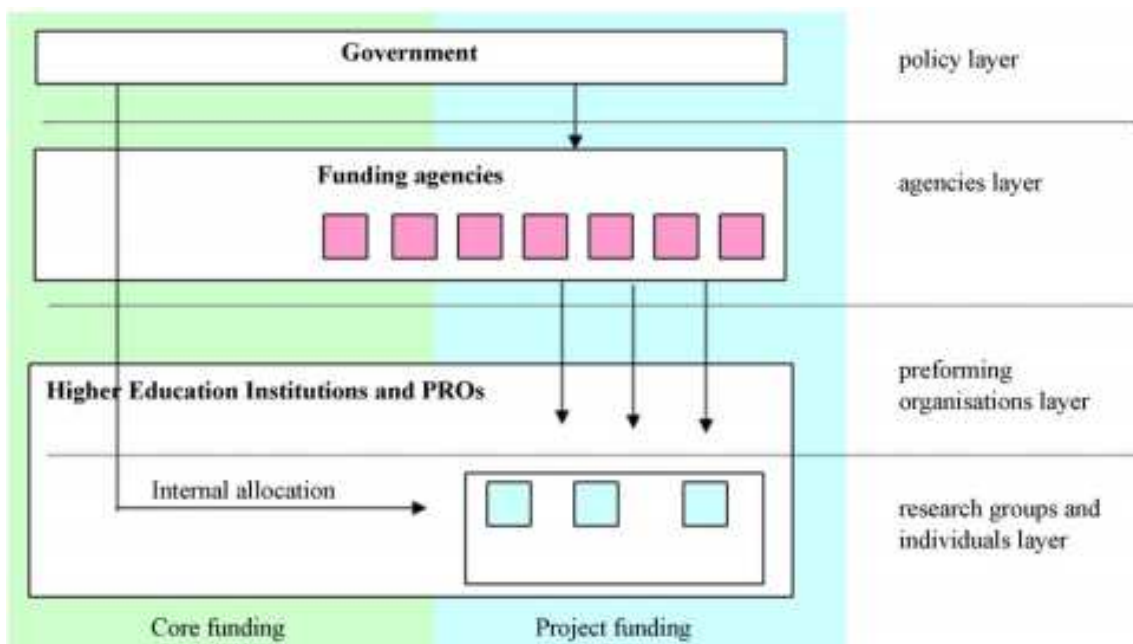 Government
policy layer
Funding agencies
agencies layer
Higher Education Institutions and PROs
preforming
organisations layer
Internal allocation
research groups and
individuals layer
Core funding
Project funding